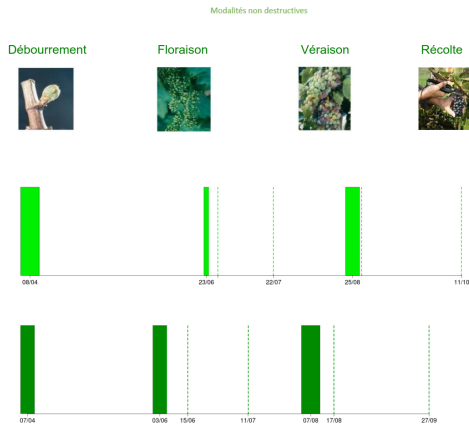 Modalités non destructives
Débourrement Floraison Véraison Récolte
08/04 23/06 22/07 25/08 11/10
07/04 03/06 15/06 11/07 07/08 17/08 27/09